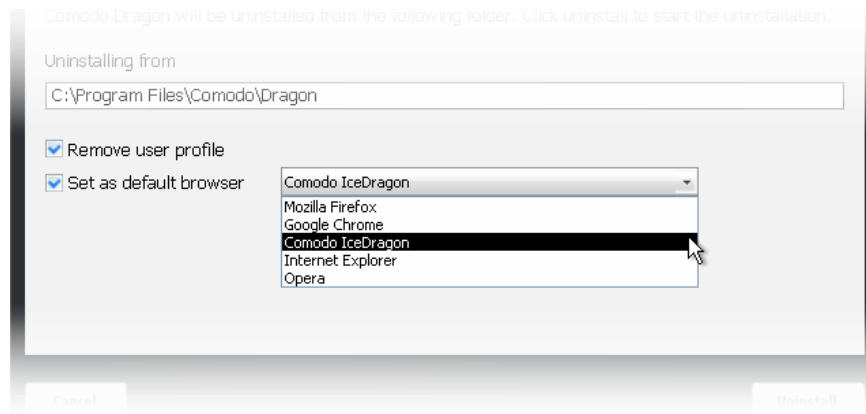 Comodo Dragon will be uninstalled from the following folder. Click uninstall to start the uninstallation.
Uninstalling from
C:\Program Files\Comodo\Dragon
Remove user profile
Set as default browser Comodo IceDragon
Mozilla Firefox
Google Chrome
Comodo IceDragon
Internet Explorer
Opera
Cancel Uninstall